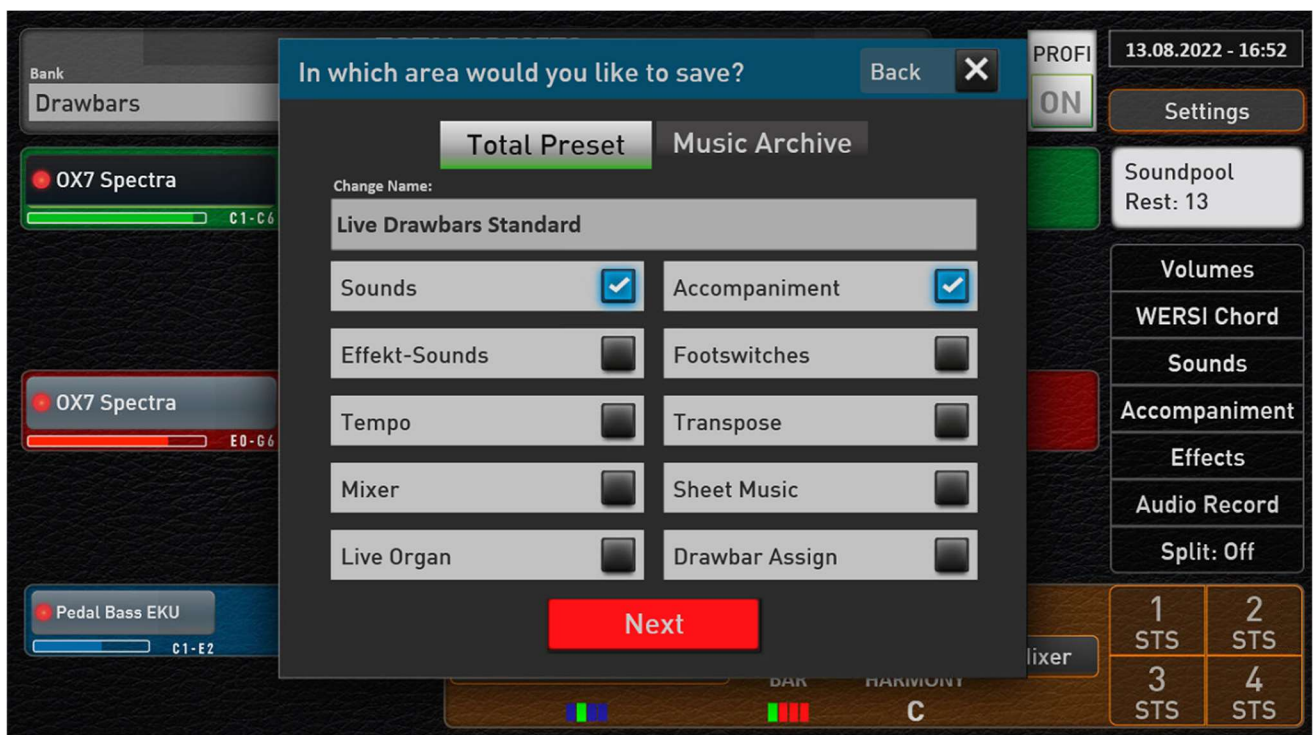 PROFI
13.08.2022 - 16:52
Bank
In which area would you like to save?
Back
Drawbars
ON
Settings
Total Preset
Music Archive
OX7 Spectra
C1-C6
Change Name:
Soundpool
Rest: 13
Live Drawbars Standard
Sounds
Accompaniment
Volumes
WERSI Chord
Effekt-Sounds
Footswitches
Sounds
OX7 Spectra
E0-G6
Tempo
Transpose
Accompaniment
Effects
Mixer
Sheet Music
Audio Record
Live Organ
Drawbar Assign
Split: Off
Pedal Bass EKU
C1-E2
Next
1
STS
2
STS
3
STS
4
STS
BAR
HARMONY
C